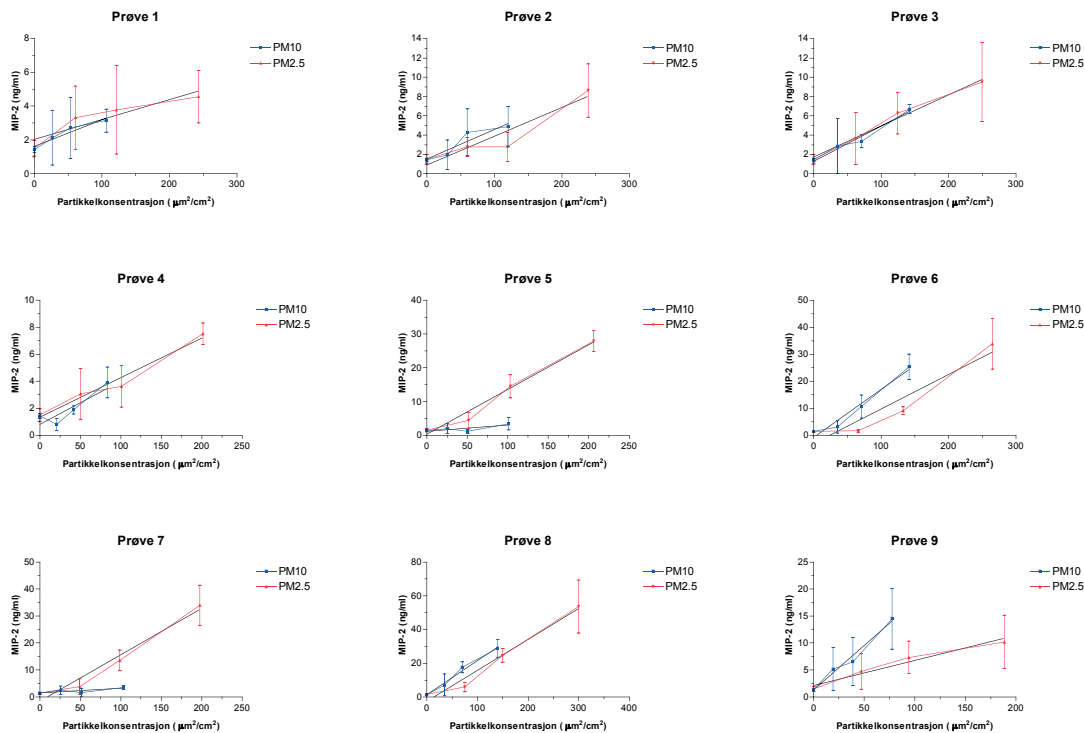 Prøve 1
MIP-2 (ng/ml)
8
6
4
2
0
0 100 200 300
Partikkelkonsentrasjon ( µm²/cm²)
PM10
PM2.5
Prøve 2
MIP-2 (ng/ml)
14
12
10
8
6
4
2
0
0 100 200 300
Partikkelkonsentrasjon ( µm²/cm²)
PM10
PM2.5
Prøve 3
MIP-2 (ng/ml)
14
12
10
8
6
4
2
0
0 100 200 300
Partikkelkonsentrasjon ( µm²/cm²)
PM10
PM2.5
Prøve 4
MIP-2 (ng/ml)
10
8
6
4
2
0
0 50 100 150 200 250
Partikkelkonsentrasjon ( µm²/cm²)
PM10
PM2.5
Prøve 5
MIP-2 (ng/ml)
40
30
20
10
0
0 50 100 150 200 250
Partikkelkonsentrasjon ( µm²/cm²)
PM10
PM2.5
Prøve 6
MIP-2 (ng/ml)
50
40
30
20
10
0
0 100 200 300
Partikkelkonsentrasjon ( µm²/cm²)
PM10
PM2.5
Prøve 7
MIP-2 (ng/ml)
50
40
30
20
10
0
0 50 100 150 200 250
Partikkelkonsentrasjon ( µm²/cm²)
PM10
PM2.5
Prøve 8
MIP-2 (ng/ml)
80
60
40
20
0
0 100 200 300 400
Partikkelkonsentrasjon ( µm²/cm²)
PM10
PM2.5
Prøve 9
MIP-2 (ng/ml)
25
20
15
10
5
0
0 50 100 150 200
Partikkelkonsentrasjon ( µm²/cm²)
PM10
PM2.5